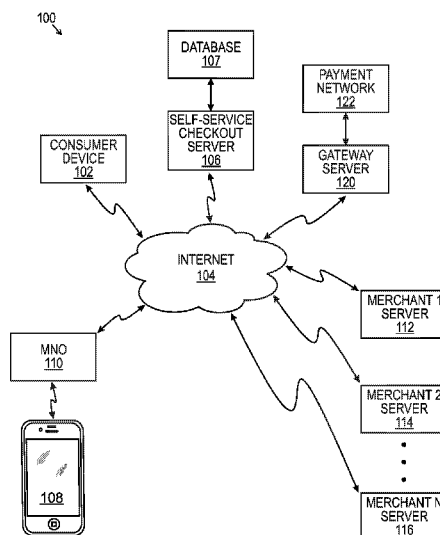 100
DATABASE
107
SELF-SERVICE
CHECKOUT
SERVER
106
PAYMENT
NETWORK
122
GATEWAY
SERVER
120
CONSUMER
DEVICE
102
INTERNET
104
MERCHANT 1
SERVER
112
MNO
110
MERCHANT 2
SERVER
114
108
MERCHANT N
SERVER
116